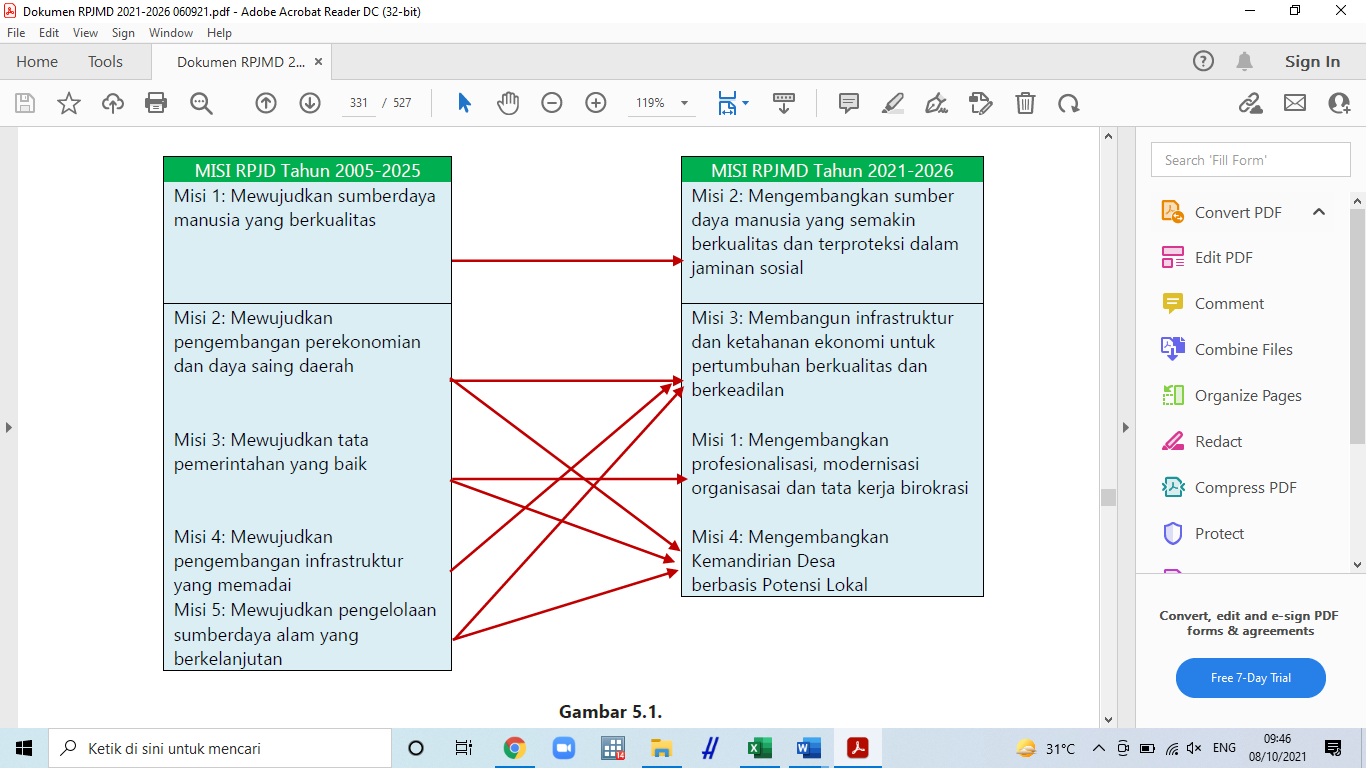 Dokumen RPJMD 2021-2026 060921.pdf - Adobe Acrobat Reader DC (32-bit)
File Edit View Sign Window Help
Home Tools Dokumen RPJMD 2... × Sign In
331 / 527 119%
MISI RPJD Tahun 2005-2025
Misi 1: Mewujudkan sumberdaya
manusia yang berkualitas
Misi 2: Mewujudkan
pengembangan perekonomian
dan daya saing daerah
Misi 3: Mewujudkan tata
pemerintahan yang baik
Misi 4: Mewujudkan
pengembangan infrastruktur
yang memadai
Misi 5: Mewujudkan pengelolaan
sumberdaya alam yang
berkelanjutan
MISI RPJMD Tahun 2021-2026
Misi 2: Mengembangkan sumber
daya manusia yang semakin
berkualitas dan terproteksi dalam
jaminan sosial
Misi 3: Membangun infrastruktur
dan ketahanan ekonomi untuk
pertumbuhan berkualitas dan
berkeadilan
Misi 1: Mengembangkan
profesionalisasi, modernisasi
organisasai dan tata kerja birokrasi
Misi 4: Mengembangkan
Kemandirian Desa
berbasis Potensi Lokal
Gambar 5.1.
Search 'Fill Form'
Convert PDF
Edit PDF
Comment
Combine Files
Organize Pages
Redact
Compress PDF
Protect
Convert, edit and e-sign PDF
forms & agreements
Free 7-Day Trial
Ketik di sini untuk mencari
14
31°C
ENG
09:46
08/10/2021